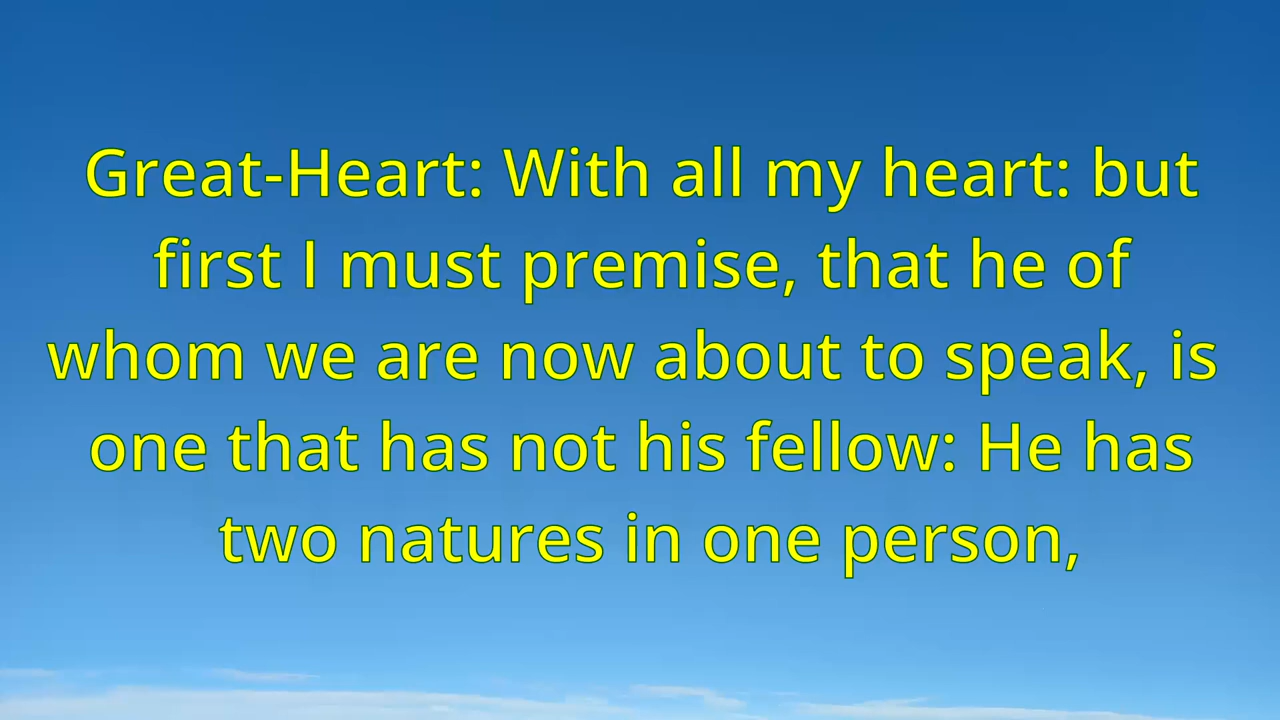 Great-Heart: With all my heart: but
first I must premise, that he of
whom we are now about to speak, is
one that has not his fellow: He has
two natures in one person,